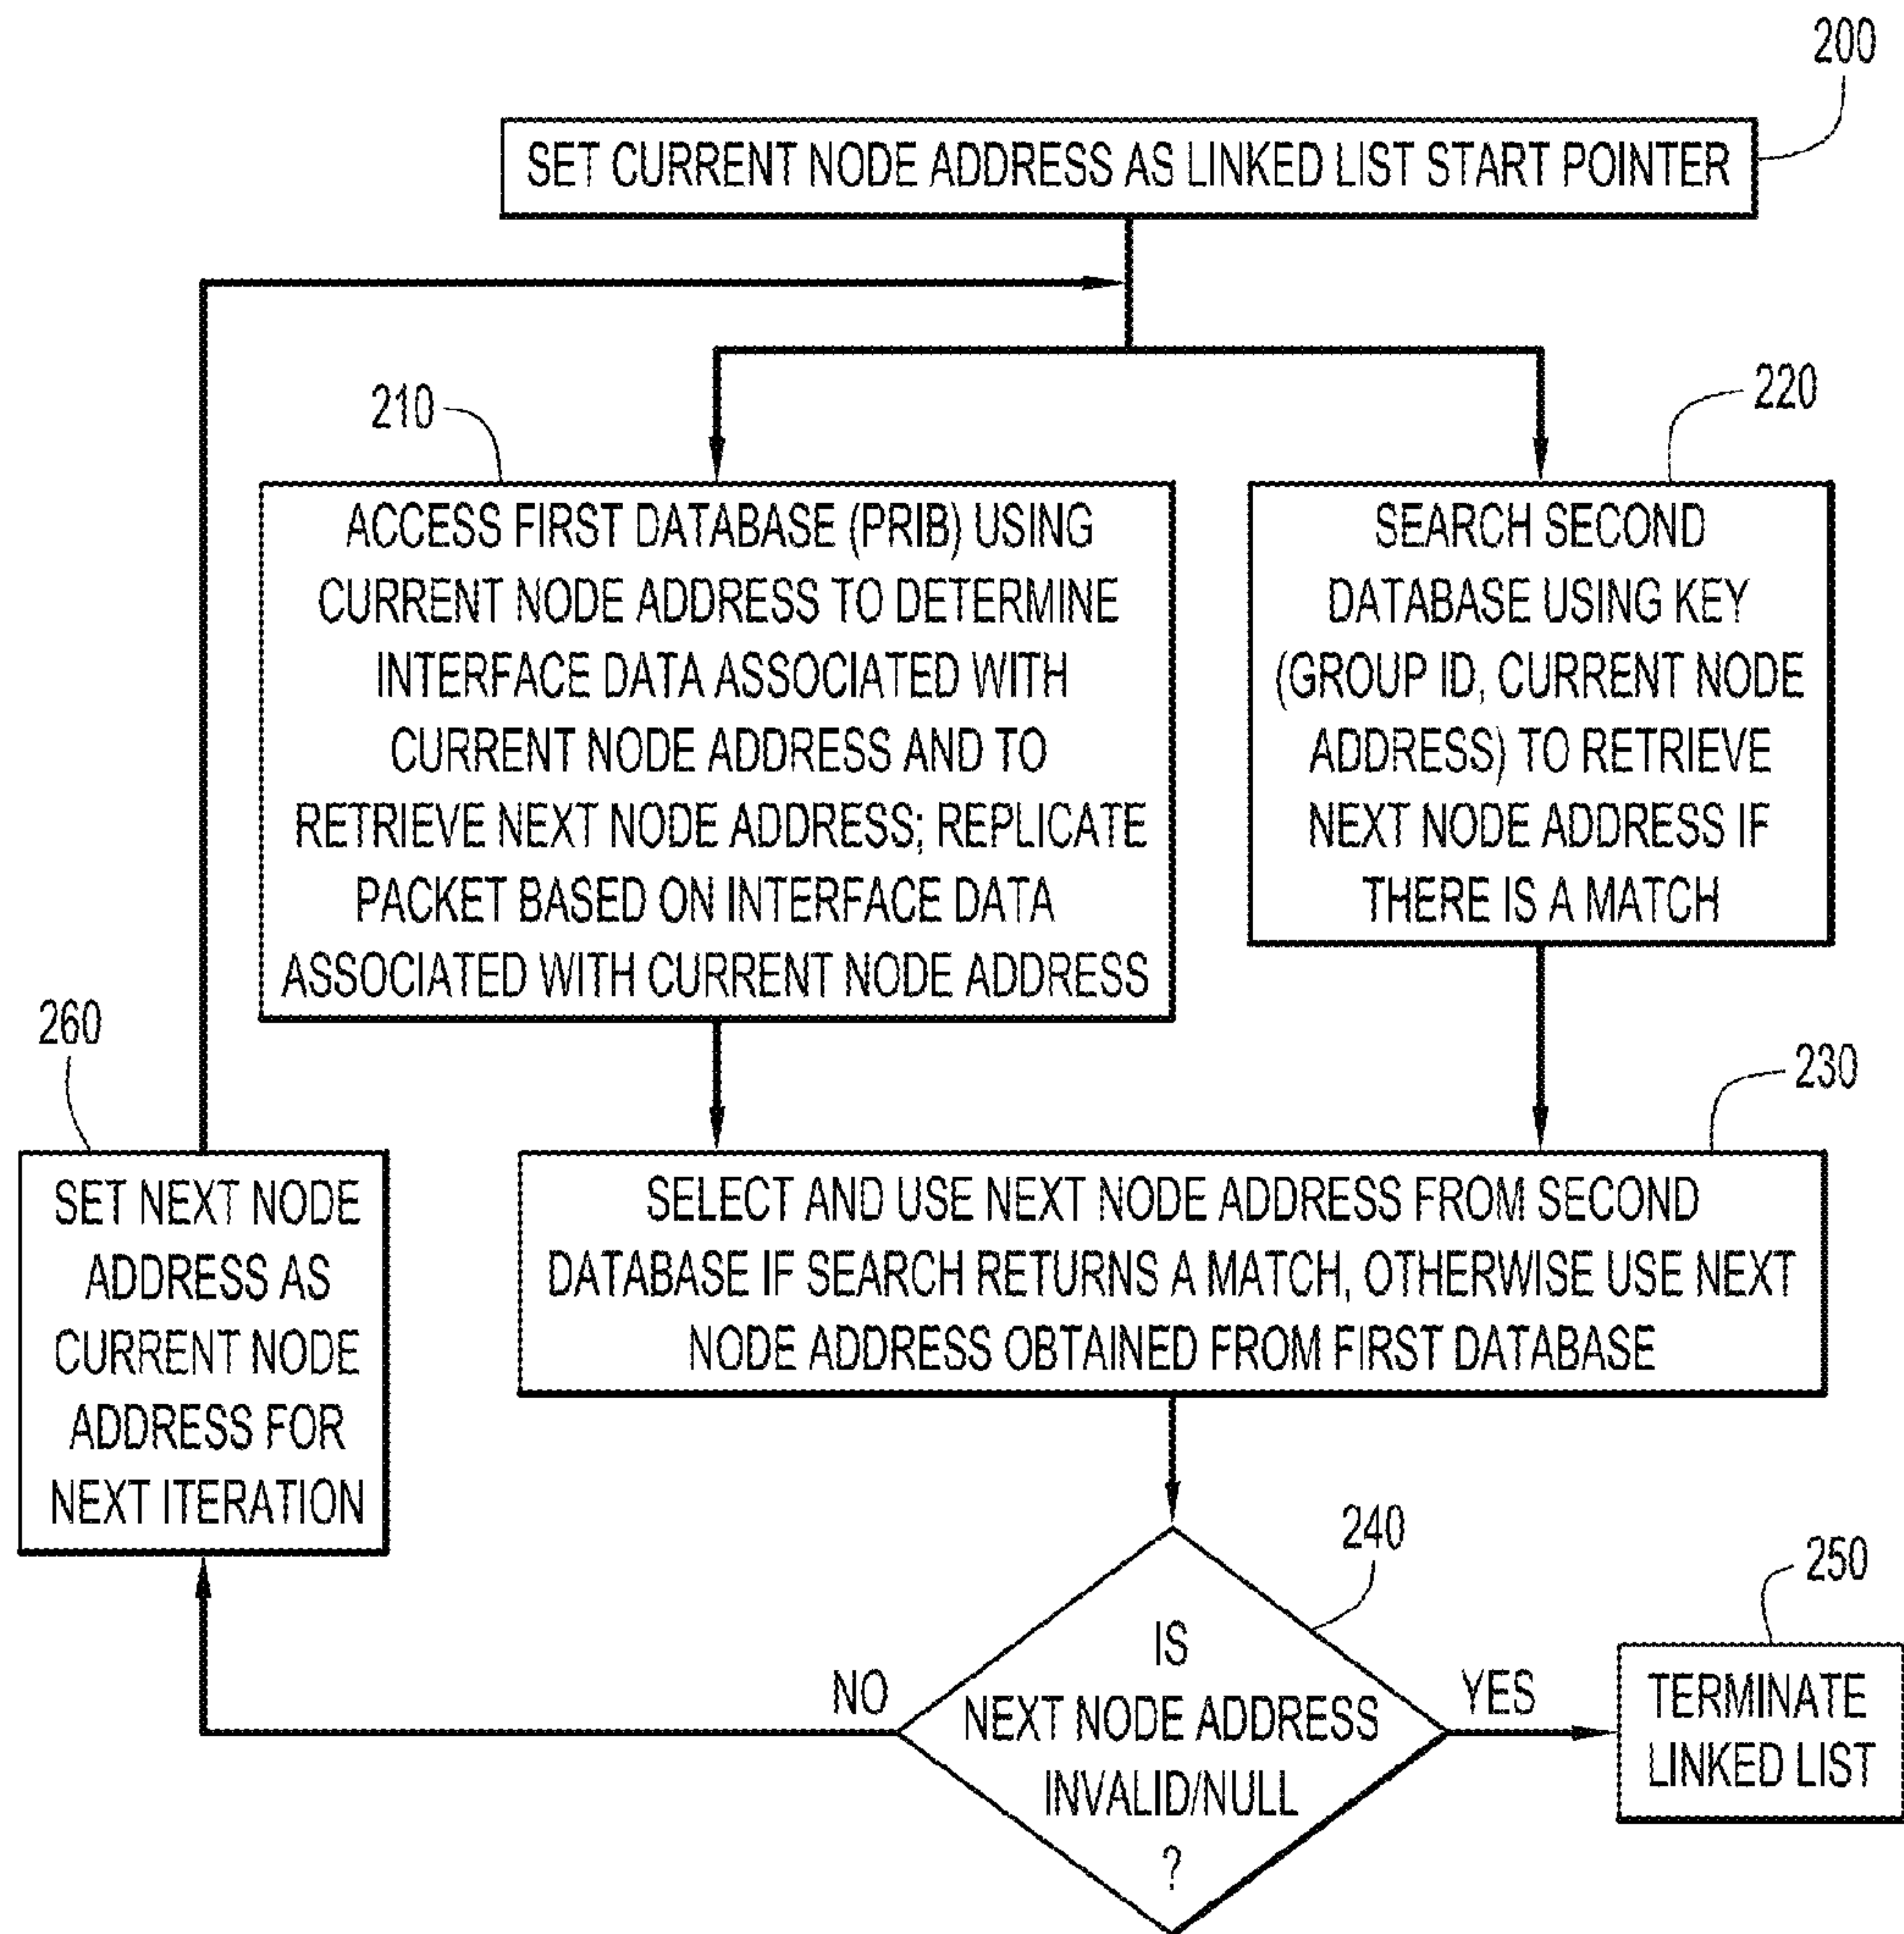 200
SET CURRENT NODE ADDRESS AS LINKED LIST START POINTER
210
220
ACCESS FIRST DATABASE (PRIB) USING
CURRENT NODE ADDRESS TO DETERMINE
INTERFACE DATA ASSOCIATED WITH
CURRENT NODE ADDRESS AND TO
RETRIEVE NEXT NODE ADDRESS; REPLICATE
PACKET BASED ON INTERFACE DATA
ASSOCIATED WITH CURRENT NODE ADDRESS
SEARCH SECOND
DATABASE USING KEY
(GROUP ID, CURRENT NODE
ADDRESS) TO RETRIEVE
NEXT NODE ADDRESS IF
THERE IS A MATCH
260
230
SET NEXT NODE
ADDRESS AS
CURRENT NODE
ADDRESS FOR
NEXT ITERATION
SELECT AND USE NEXT NODE ADDRESS FROM SECOND
DATABASE IF SEARCH RETURNS A MATCH, OTHERWISE USE NEXT
NODE ADDRESS OBTAINED FROM FIRST DATABASE
240
250
NO
IS
NEXT NODE ADDRESS
INVALID/NULL
?
YES
TERMINATE
LINKED LIST